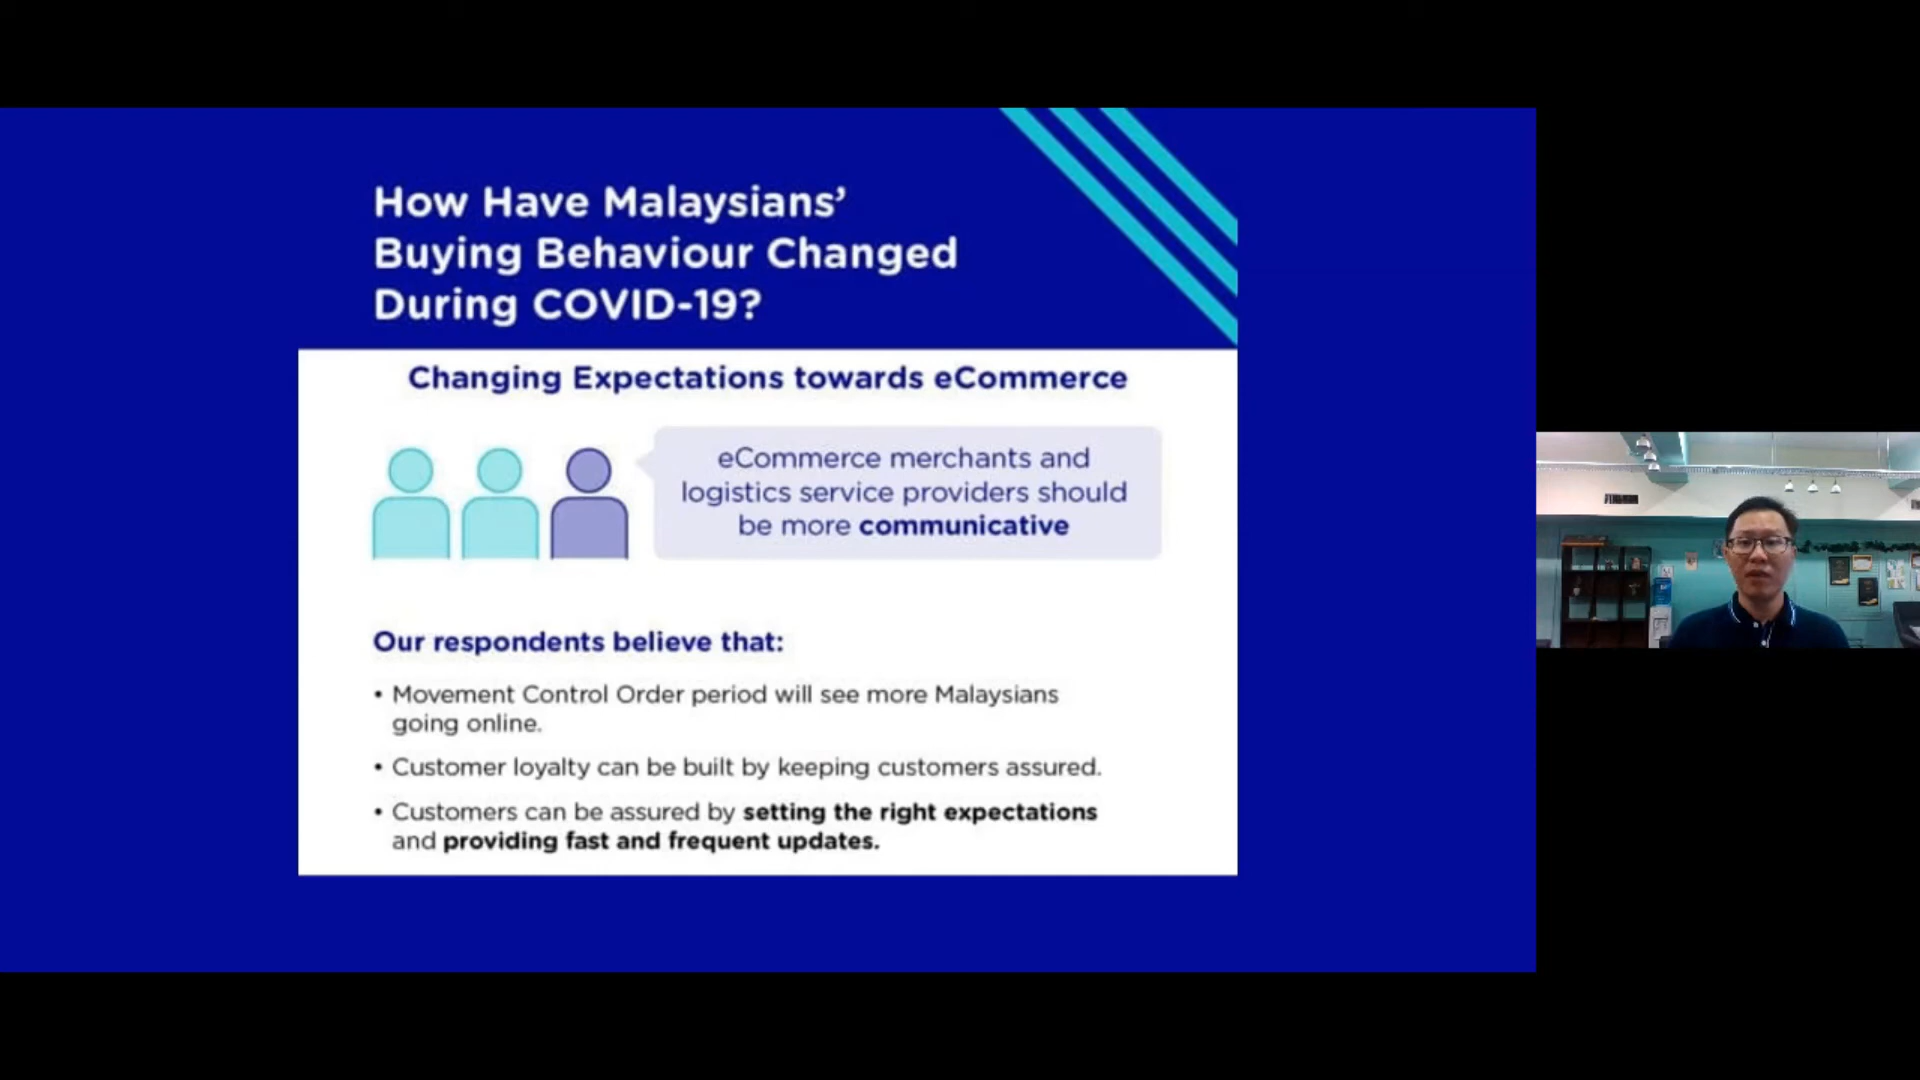 How Have Malaysians’
Buying Behaviour Changed
During COVID-19?
Changing Expectations towards eCommerce
eCommerce merchants and
logistics service providers should
be more communicative
Our respondents believe that:
• Movement Control Order period will see more Malaysians
going online.
• Customer loyalty can be built by keeping customers assured.
• Customers can be assured by setting the right expectations
and providing fast and frequent updates.